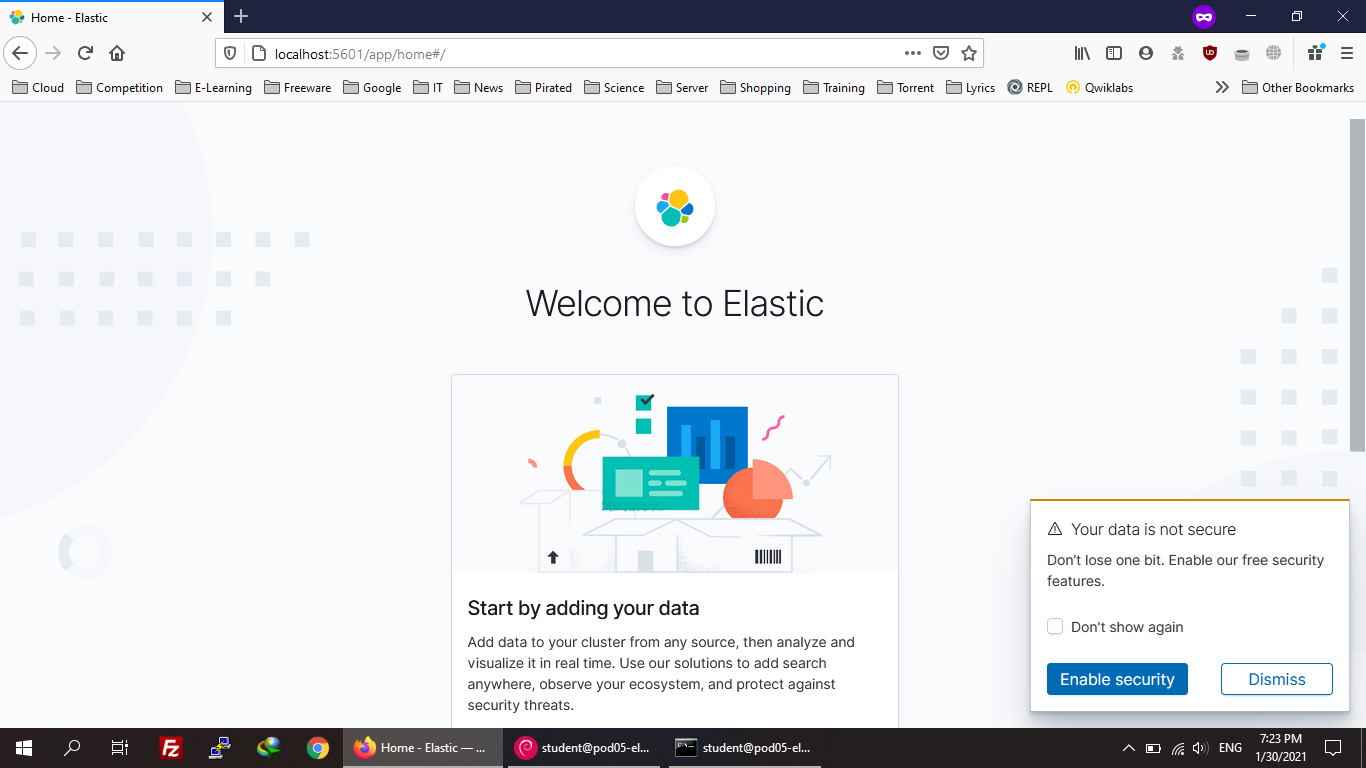 Home - Elastic
localhost:5601/app/home#/
Cloud Competition E-Learning Freeware Google IT News Pirated Science Server Shopping Training Torrent Lyrics REPL Qwiklabs Other Bookmarks
Welcome to Elastic
Start by adding your data
Add data to your cluster from any source, then analyze and
visualize it in real time. Use our solutions to add search
anywhere, observe your ecosystem, and protect against
security threats.
Your data is not secure
Don’t lose one bit. Enable our free security
features.
Don't show again
Enable security Dismiss
Home - Elastic — ... student@pod05-el... student@pod05-el... ENG 7:23 PM
1/30/2021